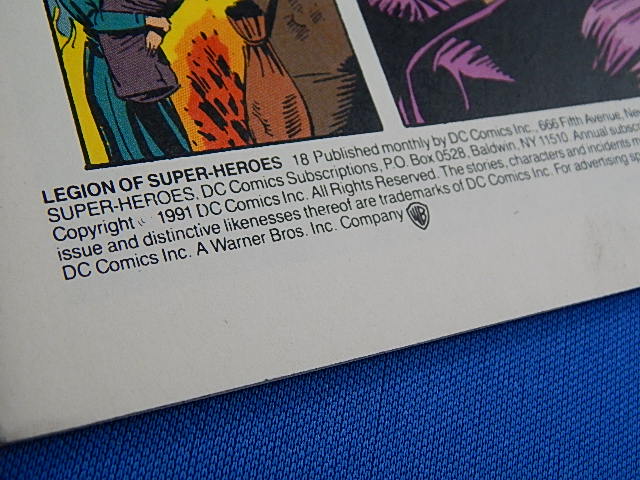 LEGION OF SUPER-HEROES 18 Published monthly by DC Comics Inc., 666 Fifth Avenue, New
SUPER-HEROES, DC Comics Subscriptions, P.O. Box 0528, Baldwin, NY 11510. Annual subsc
Copyright © 1991 DC Comics Inc. All Rights Reserved. The stories, characters and incidents m
issue and distinctive likenesses thereof are trademarks of DC Comics Inc. For advertising
DC Comics Inc. A Warner Bros. Inc. Company WB